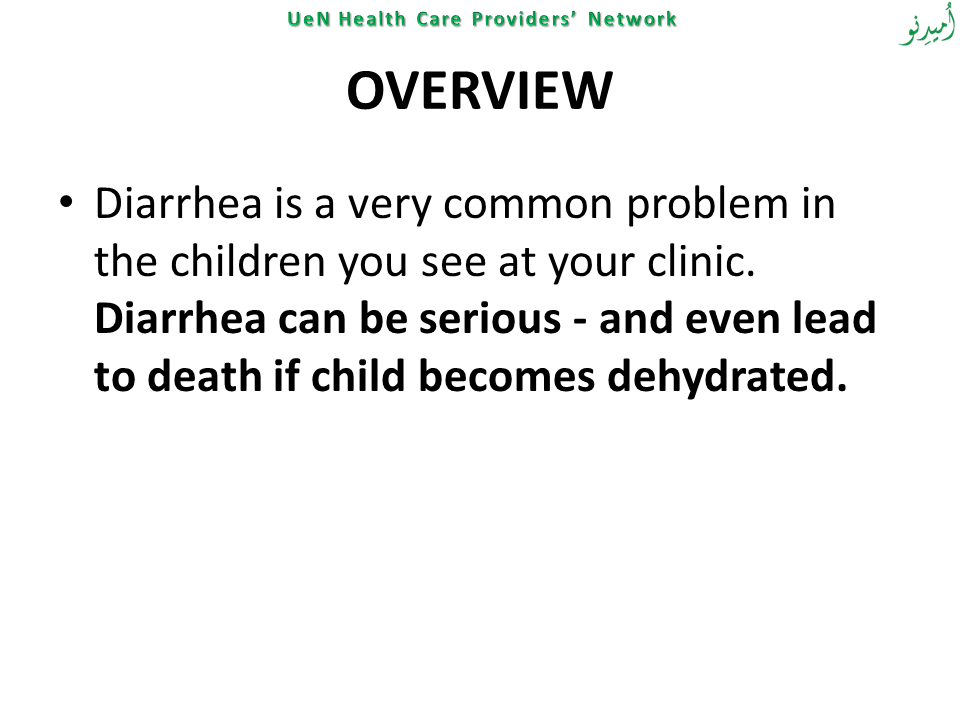 UeN Health Care Providers’ Network
اُميدِنو
OVERVIEW
• Diarrhea is a very common problem in
the children you see at your clinic.
Diarrhea can be serious - and even lead
to death if child becomes dehydrated.